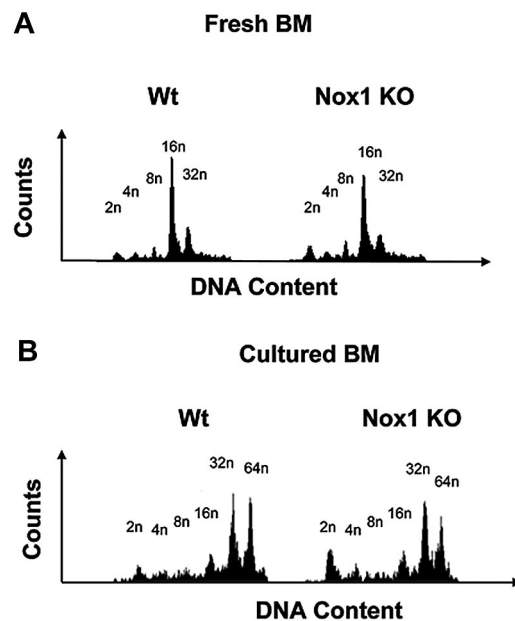 A
Fresh BM
Wt
Nox1 KO
16n
8n
32n
4n
2n
16n
8n
32n
4n
2n
Counts
DNA Content
B
Cultured BM
Wt
Nox1 KO
32n
64n
16n
8n
4n
2n
32n
64n
16n
8n
4n
2n
Counts
DNA Content